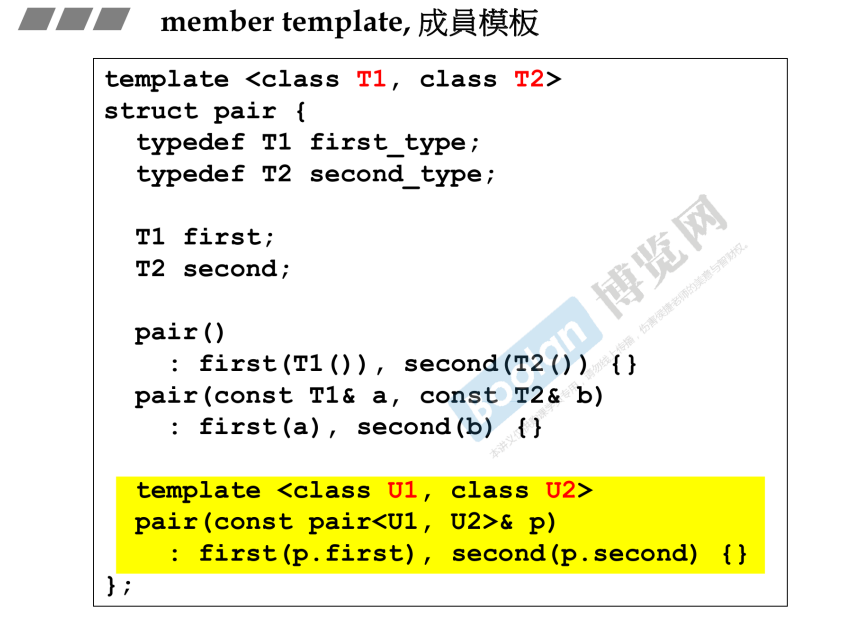 member template, 成員模板
template <class T1, class T2>
struct pair {
  typedef T1 first_type;
  typedef T2 second_type;

  T1 first;
  T2 second;

  pair()
    : first(T1()), second(T2()) {}
  pair(const T1& a, const T2& b)
    : first(a), second(b) {}

  template <class U1, class U2>
  pair(const pair<U1, U2>& p)
    : first(p.first), second(p.second) {}
};
boolan
博览网